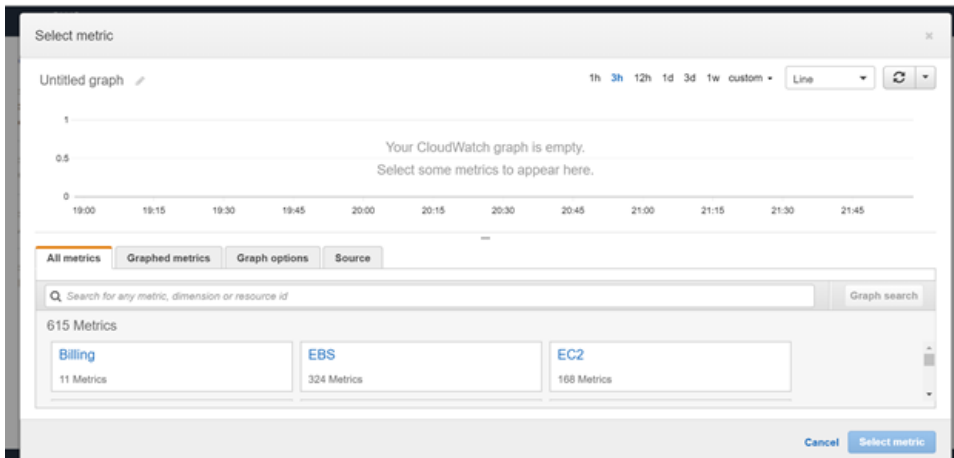 Select metric ×
Untitled graph 1h 3h 12h 1d 3d 1w custom Line
1
0.5
0
Your CloudWatch graph is empty.
Select some metrics to appear here.
19:00 19:15 19:30 19:45 20:00 20:15 20:30 20:45 21:00 21:15 21:30 21:45
All metrics Graphed metrics Graph options Source
Search for any metric, dimension or resource id Graph search
615 Metrics
Billing EBS EC2
11 Metrics 324 Metrics 168 Metrics
Cancel Select metric